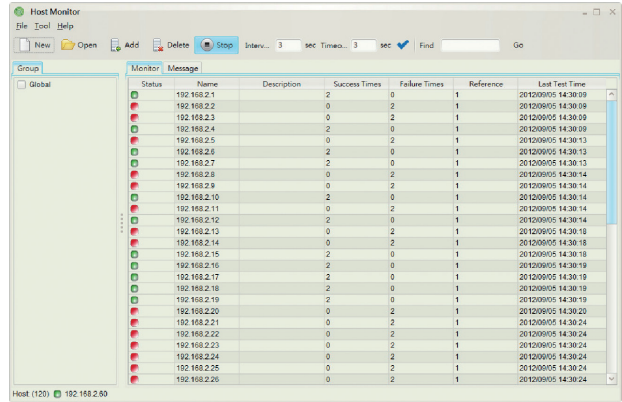 Host Monitor
File Tool Help
New Open Add Delete Stop Interv... 3 sec Timeo... 3 sec Find Go
Group Monitor Message
Global
Status Name Description Success Times Failure Times Reference Last Test Time
192.168.2.1 2 0 1 2012/09/05 14:30:09
192.168.2.2 0 2 1 2012/09/05 14:30:09
192.168.2.3 0 2 1 2012/09/05 14:30:09
192.168.2.4 2 0 1 2012/09/05 14:30:09
192.168.2.5 0 2 1 2012/09/05 14:30:13
192.168.2.6 2 0 1 2012/09/05 14:30:13
192.168.2.7 2 0 1 2012/09/05 14:30:13
192.168.2.8 0 2 1 2012/09/05 14:30:14
192.168.2.9 0 2 1 2012/09/05 14:30:14
192.168.2.10 2 0 1 2012/09/05 14:30:14
192.168.2.11 0 2 1 2012/09/05 14:30:14
192.168.2.12 2 0 1 2012/09/05 14:30:14
192.168.2.13 0 2 1 2012/09/05 14:30:18
192.168.2.14 0 2 1 2012/09/05 14:30:18
192.168.2.15 2 0 1 2012/09/05 14:30:18
192.168.2.16 2 0 1 2012/09/05 14:30:19
192.168.2.17 2 0 1 2012/09/05 14:30:19
192.168.2.18 2 0 1 2012/09/05 14:30:19
192.168.2.19 2 0 1 2012/09/05 14:30:19
192.168.2.20 0 2 1 2012/09/05 14:30:20
192.168.2.21 0 2 1 2012/09/05 14:30:24
192.168.2.22 0 2 1 2012/09/05 14:30:24
192.168.2.23 0 2 1 2012/09/05 14:30:24
192.168.2.24 0 2 1 2012/09/05 14:30:24
192.168.2.25 0 2 1 2012/09/05 14:30:24
192.168.2.26 0 2 1 2012/09/05 14:30:24
Host (120) 192.168.2.60